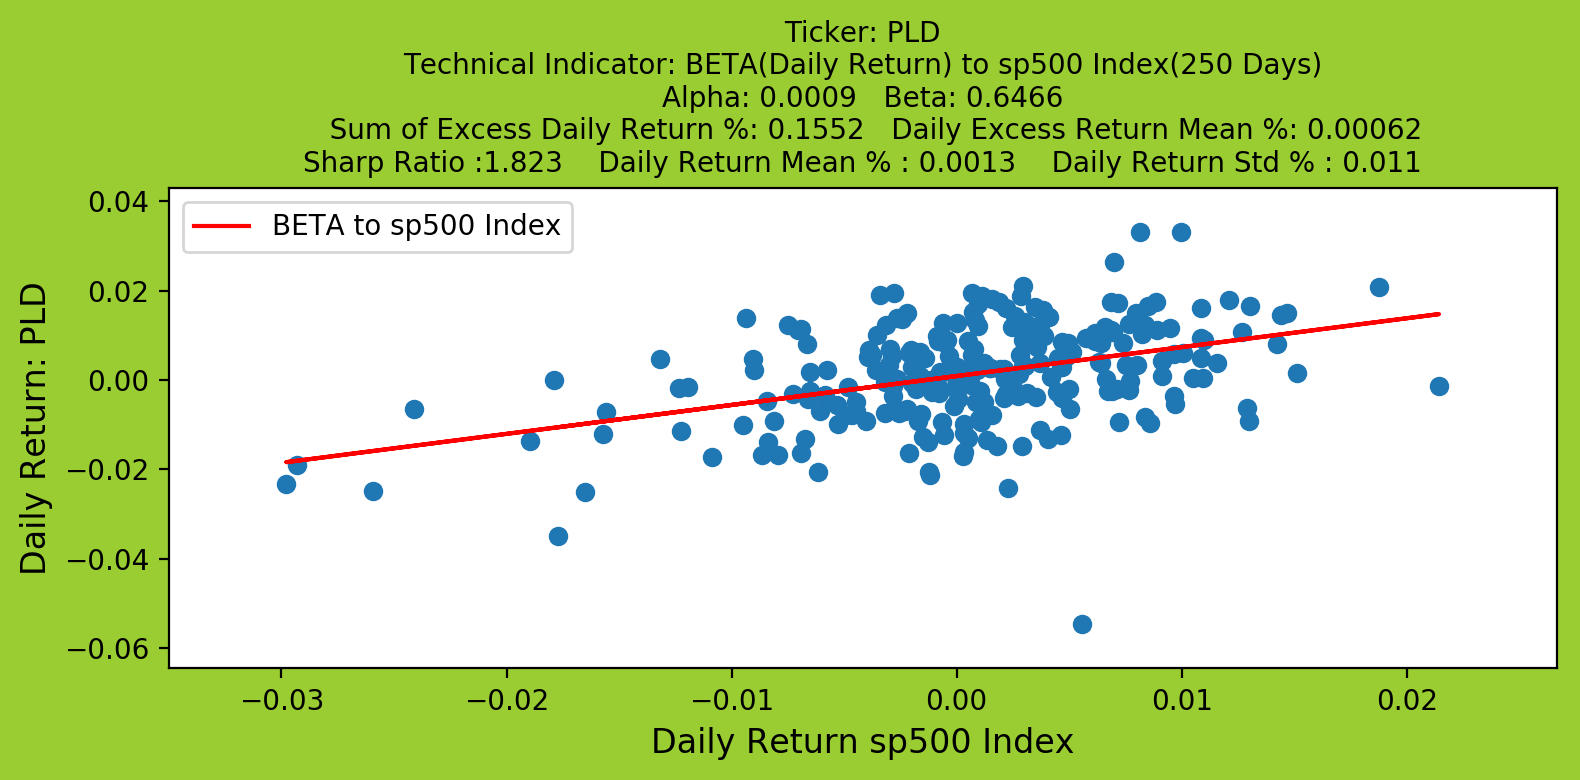 Ticker: PLD
Technical Indicator: BETA(Daily Return) to sp500 Index(250 Days)
Alpha: 0.0009   Beta: 0.6466
Sum of Excess Daily Return %: 0.1552   Daily Excess Return Mean %: 0.00062
Sharp Ratio :1.823    Daily Return Mean % : 0.0013    Daily Return Std % : 0.011
BETA to sp500 Index
Daily Return: PLD
0.04
0.02
0.00
−0.02
−0.04
−0.06
−0.03 −0.02 −0.01 0.00 0.01 0.02
Daily Return sp500 Index